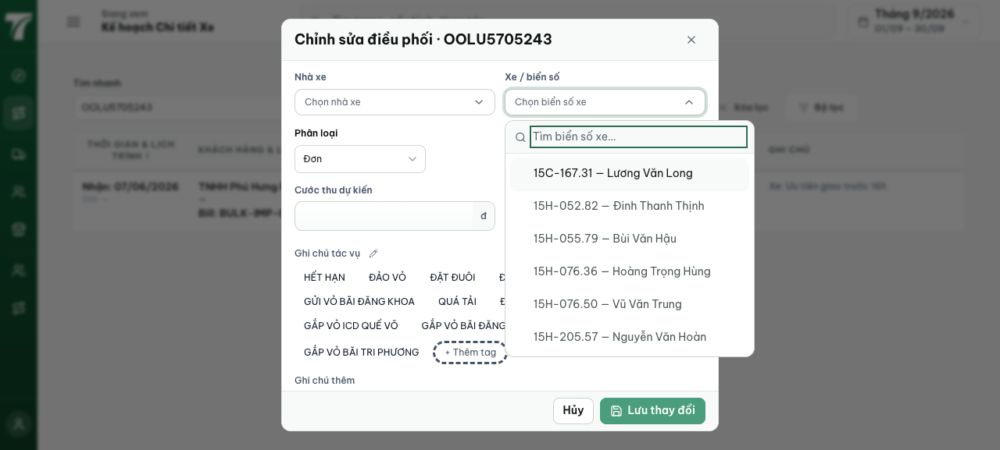 Đang xem
Kế hoạch Chi tiết Xe
Tháng 9/2026
01/09 - 30/09
Tìm nhanh
OOLU5705243
Xóa lọc
Bộ lọc
THỜI GIAN & LỊCH TRÌNH
KHÁCH HÀNG & L
GHI CHÚ
Nhận: 07/06/2026
TNHH Phú Hưng
Bill: BULK-IMP-
Xe: Ưu tiên giao trước 16h
Chỉnh sửa điều phối · OOLU5705243
Nhà xe
Xe / biển số
Chọn nhà xe
Chọn biển số xe
Phân loại
Đơn
Tìm biển số xe...
15C-167.31 — Lương Văn Long
15H-052.82 — Đinh Thanh Thịnh
15H-055.79 — Bùi Văn Hậu
15H-076.36 — Hoàng Trọng Hùng
15H-076.50 — Vũ Văn Trung
15H-205.57 — Nguyễn Văn Hoàn
Cước thu dự kiến
đ
Ghi chú tác vụ
HẾT HẠN ĐẢO VỎ ĐẶT ĐUÔI
GỬI VỎ BÃI ĐĂNG KHOA QUÁ TẢI
GẮP VỎ ICD QUẾ VÕ GẮP VỎ BÃI ĐĂNG
GẮP VỎ BÃI TRI PHƯƠNG + Thêm tag
Ghi chú thêm
Hủy
Lưu thay đổi